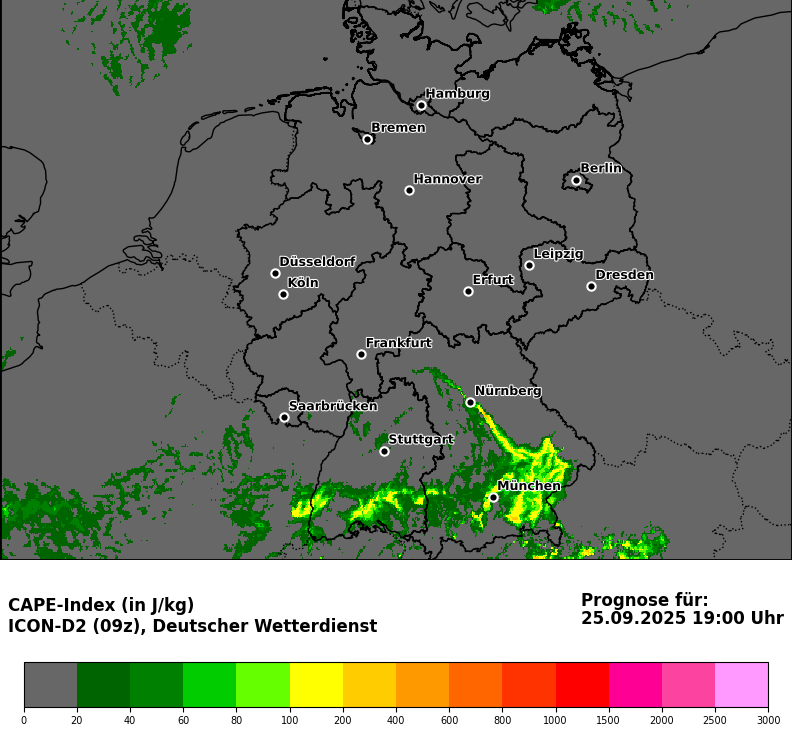 Hamburg
Bremen
Berlin
Hannover
Leipzig
Düsseldorf
Dresden
Köln
Erfurt
Frankfurt
Nürnberg
Saarbrücken
Stuttgart
München
CAPE-Index (in J/kg)
ICON-D2 (09z), Deutscher Wetterdienst
Prognose für:
25.09.2025 19:00 Uhr
0 20 40 60 80 100 200 400 600 800 1000 1500 2000 2500 3000